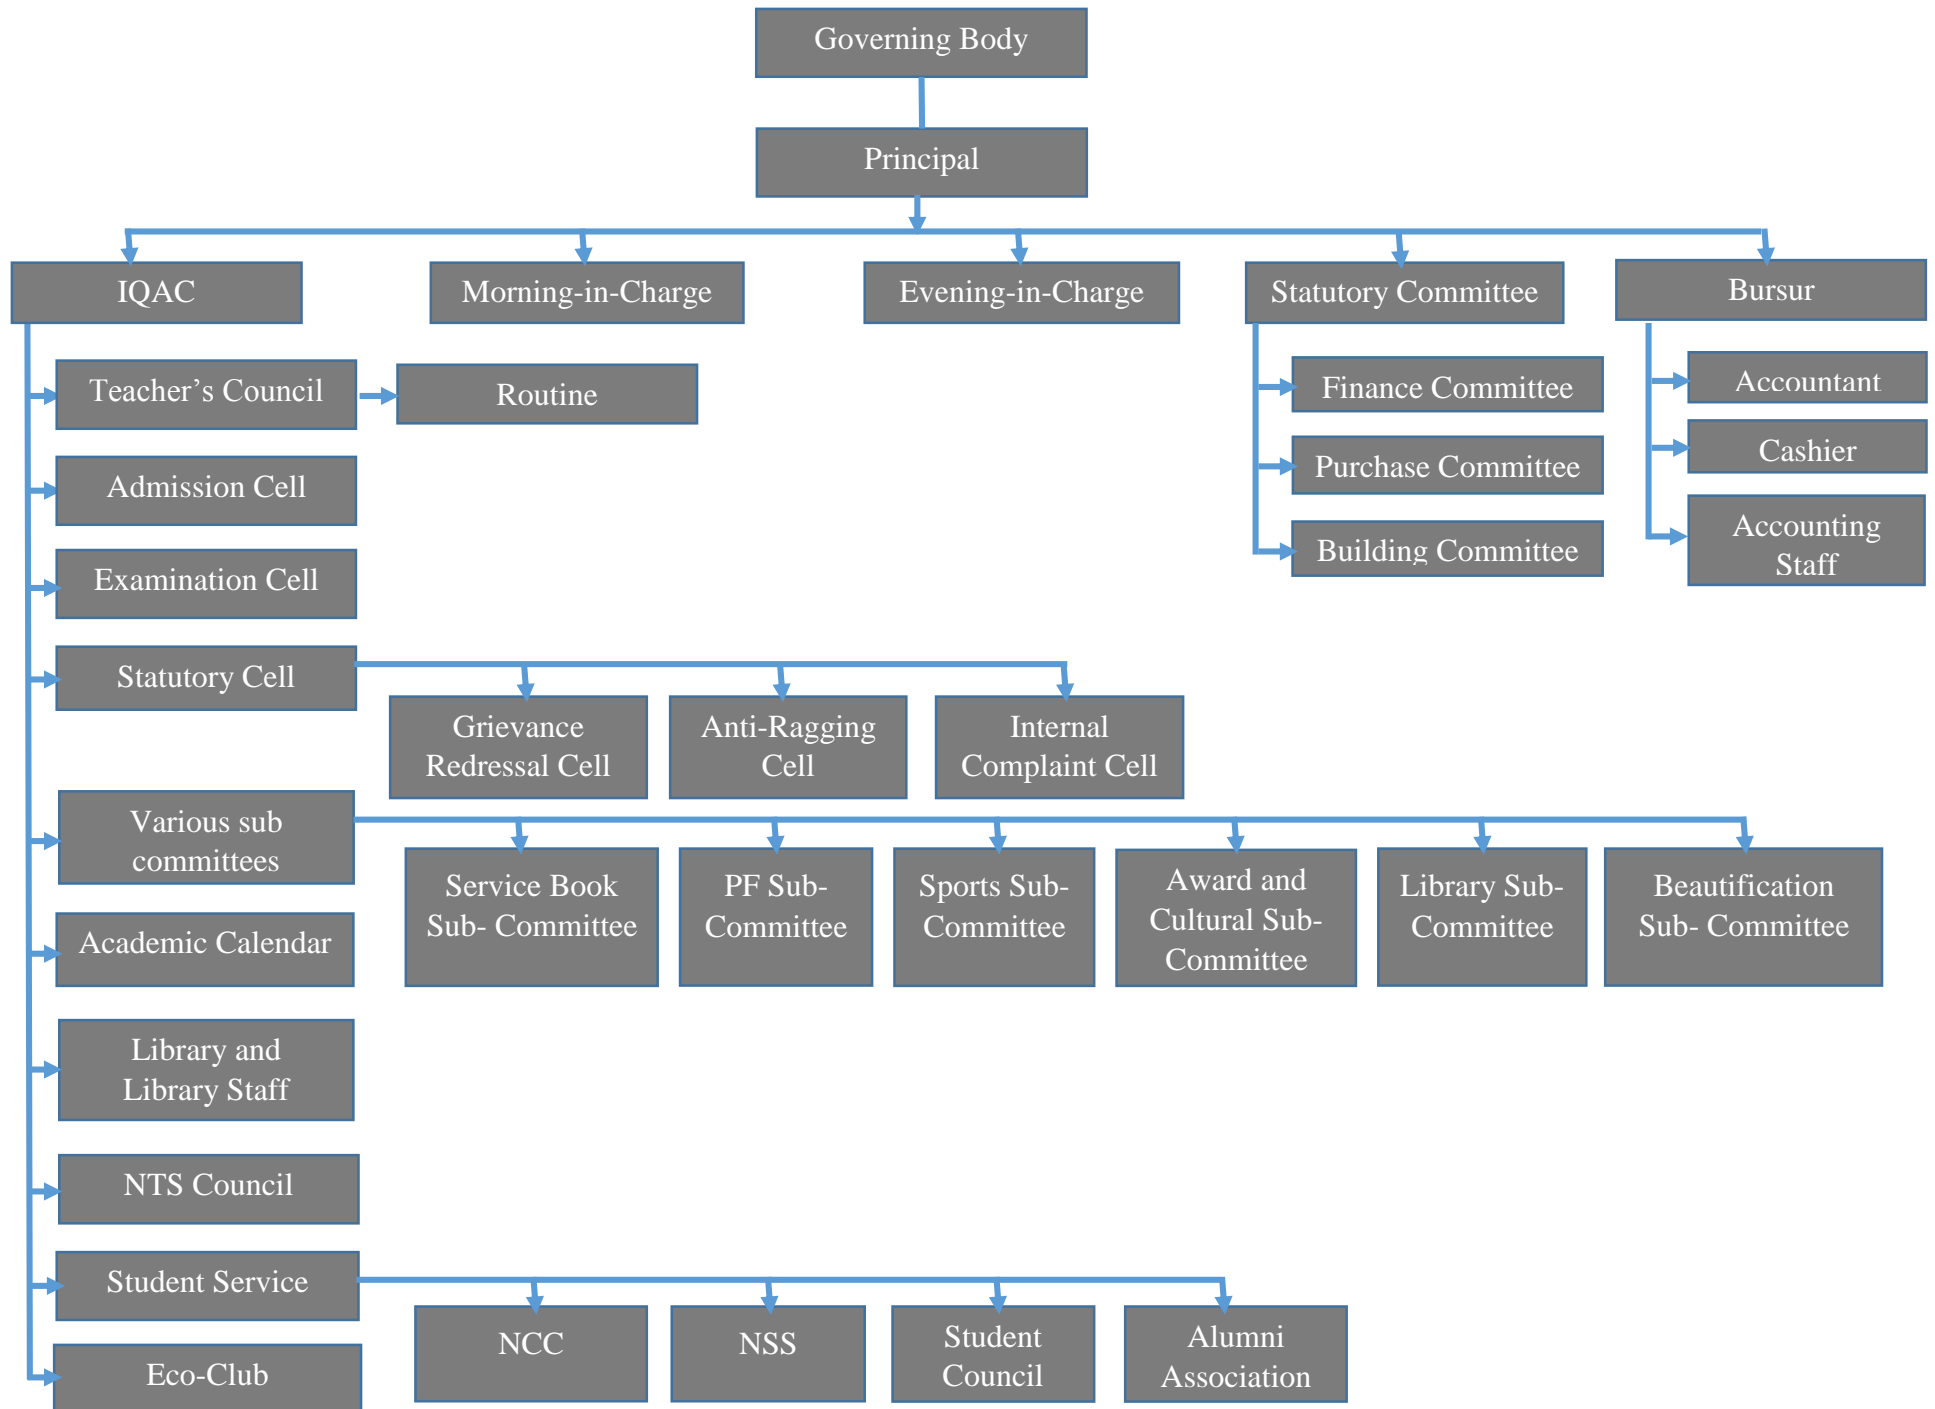 Governing Body
Principal
IQAC
Morning-in-Charge
Evening-in-Charge
Statutory Committee
Bursur
Teacher’s Council
Routine
Finance Committee
Accountant
Purchase Committee
Cashier
Admission Cell
Building Committee
Accounting
Staff
Examination Cell
Statutory Cell
Grievance
Redressal Cell
Anti-Ragging
Cell
Internal
Complaint Cell
Various sub
committees
Service Book
Sub- Committee
PF Sub-
Committee
Sports Sub-
Committee
Award and
Cultural Sub-
Committee
Library Sub-
Committee
Beautification
Sub- Committee
Academic Calendar
Library and
Library Staff
NTS Council
Student Service
NCC
NSS
Student
Council
Alumni
Association
Eco-Club